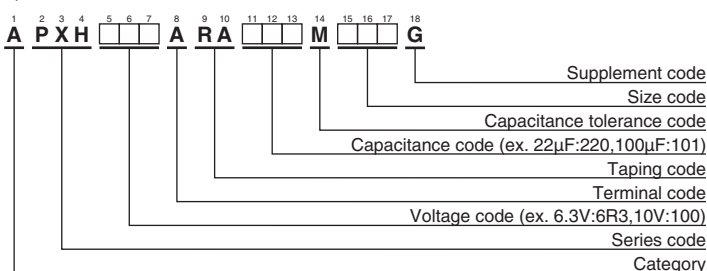 1 2 3 4 5 6 7 8 9 10 11 12 13 14 15 16 17 18
A P X H □□□ A R A □□□ M □□□ G
Supplement code
Size code
Capacitance tolerance code
Capacitance code (ex. 22μF:220,100μF:101)
Taping code
Terminal code
Voltage code (ex. 6.3V:6R3,10V:100)
Series code
Category